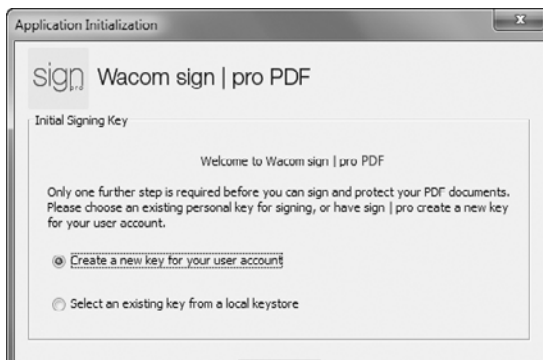 Application Initialization
x
sign
pro
Wacom sign | pro PDF
Initial Signing Key
Welcome to Wacom sign | pro PDF
Only one further step is required before you can sign and protect your PDF documents.
Please choose an existing personal key for signing, or have sign | pro create a new key
for your user account.
Create a new key for your user account
Select an existing key from a local keystore